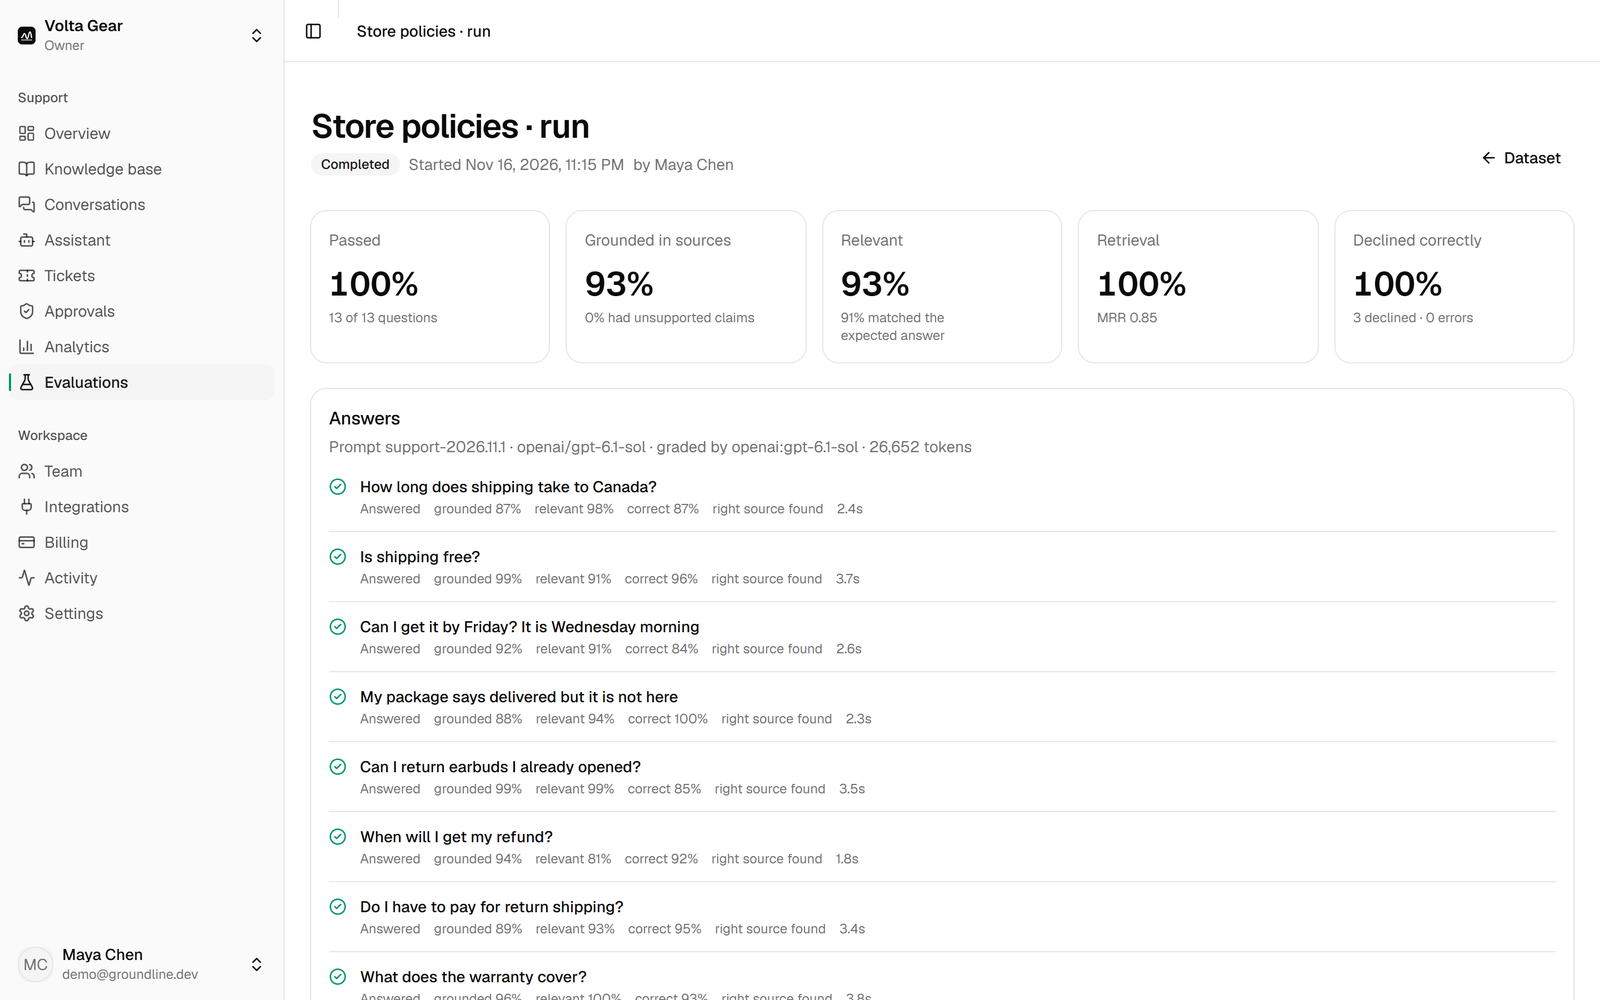 Volta Gear
Owner
Support
Overview
Knowledge base
Conversations
Assistant
Tickets
Approvals
Analytics
Evaluations
Workspace
Team
Integrations
Billing
Activity
Settings
MC
Maya Chen
demo@groundline.dev
Store policies · run
Store policies · run
Completed Started Nov 16, 2026, 11:15 PM by Maya Chen
Dataset
Passed
100%
13 of 13 questions
Grounded in sources
93%
0% had unsupported claims
Relevant
93%
91% matched the
expected answer
Retrieval
100%
MRR 0.85
Declined correctly
100%
3 declined · 0 errors
Answers
Prompt support-2026.11.1 · openai/gpt-6.1-sol · graded by openai:gpt-6.1-sol · 26,652 tokens
How long does shipping take to Canada?
Answered grounded 87% relevant 98% correct 87% right source found 2.4s
Is shipping free?
Answered grounded 99% relevant 91% correct 96% right source found 3.7s
Can I get it by Friday? It is Wednesday morning
Answered grounded 92% relevant 91% correct 84% right source found 2.6s
My package says delivered but it is not here
Answered grounded 88% relevant 94% correct 100% right source found 2.3s
Can I return earbuds I already opened?
Answered grounded 99% relevant 99% correct 85% right source found 3.5s
When will I get my refund?
Answered grounded 94% relevant 81% correct 92% right source found 1.8s
Do I have to pay for return shipping?
Answered grounded 89% relevant 93% correct 95% right source found 3.4s
What does the warranty cover?
Answered grounded 96% relevant 100% correct 93% right source found 3.8s